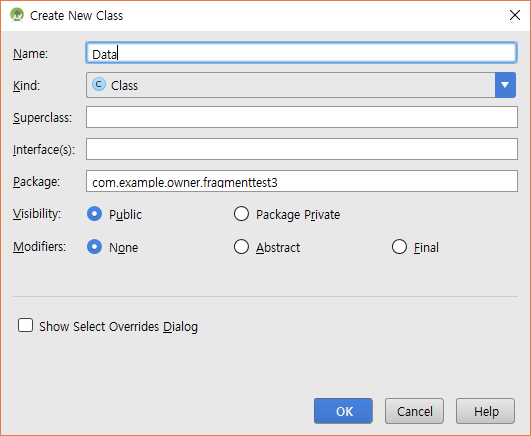 Create New Class
Name: Data
Kind: C Class
Superclass:
Interface(s):
Package: com.example.owner.fragmenttest3
Visibility: Public Package Private
Modifiers: None Abstract Final
Show Select Overrides Dialog
OK Cancel Help